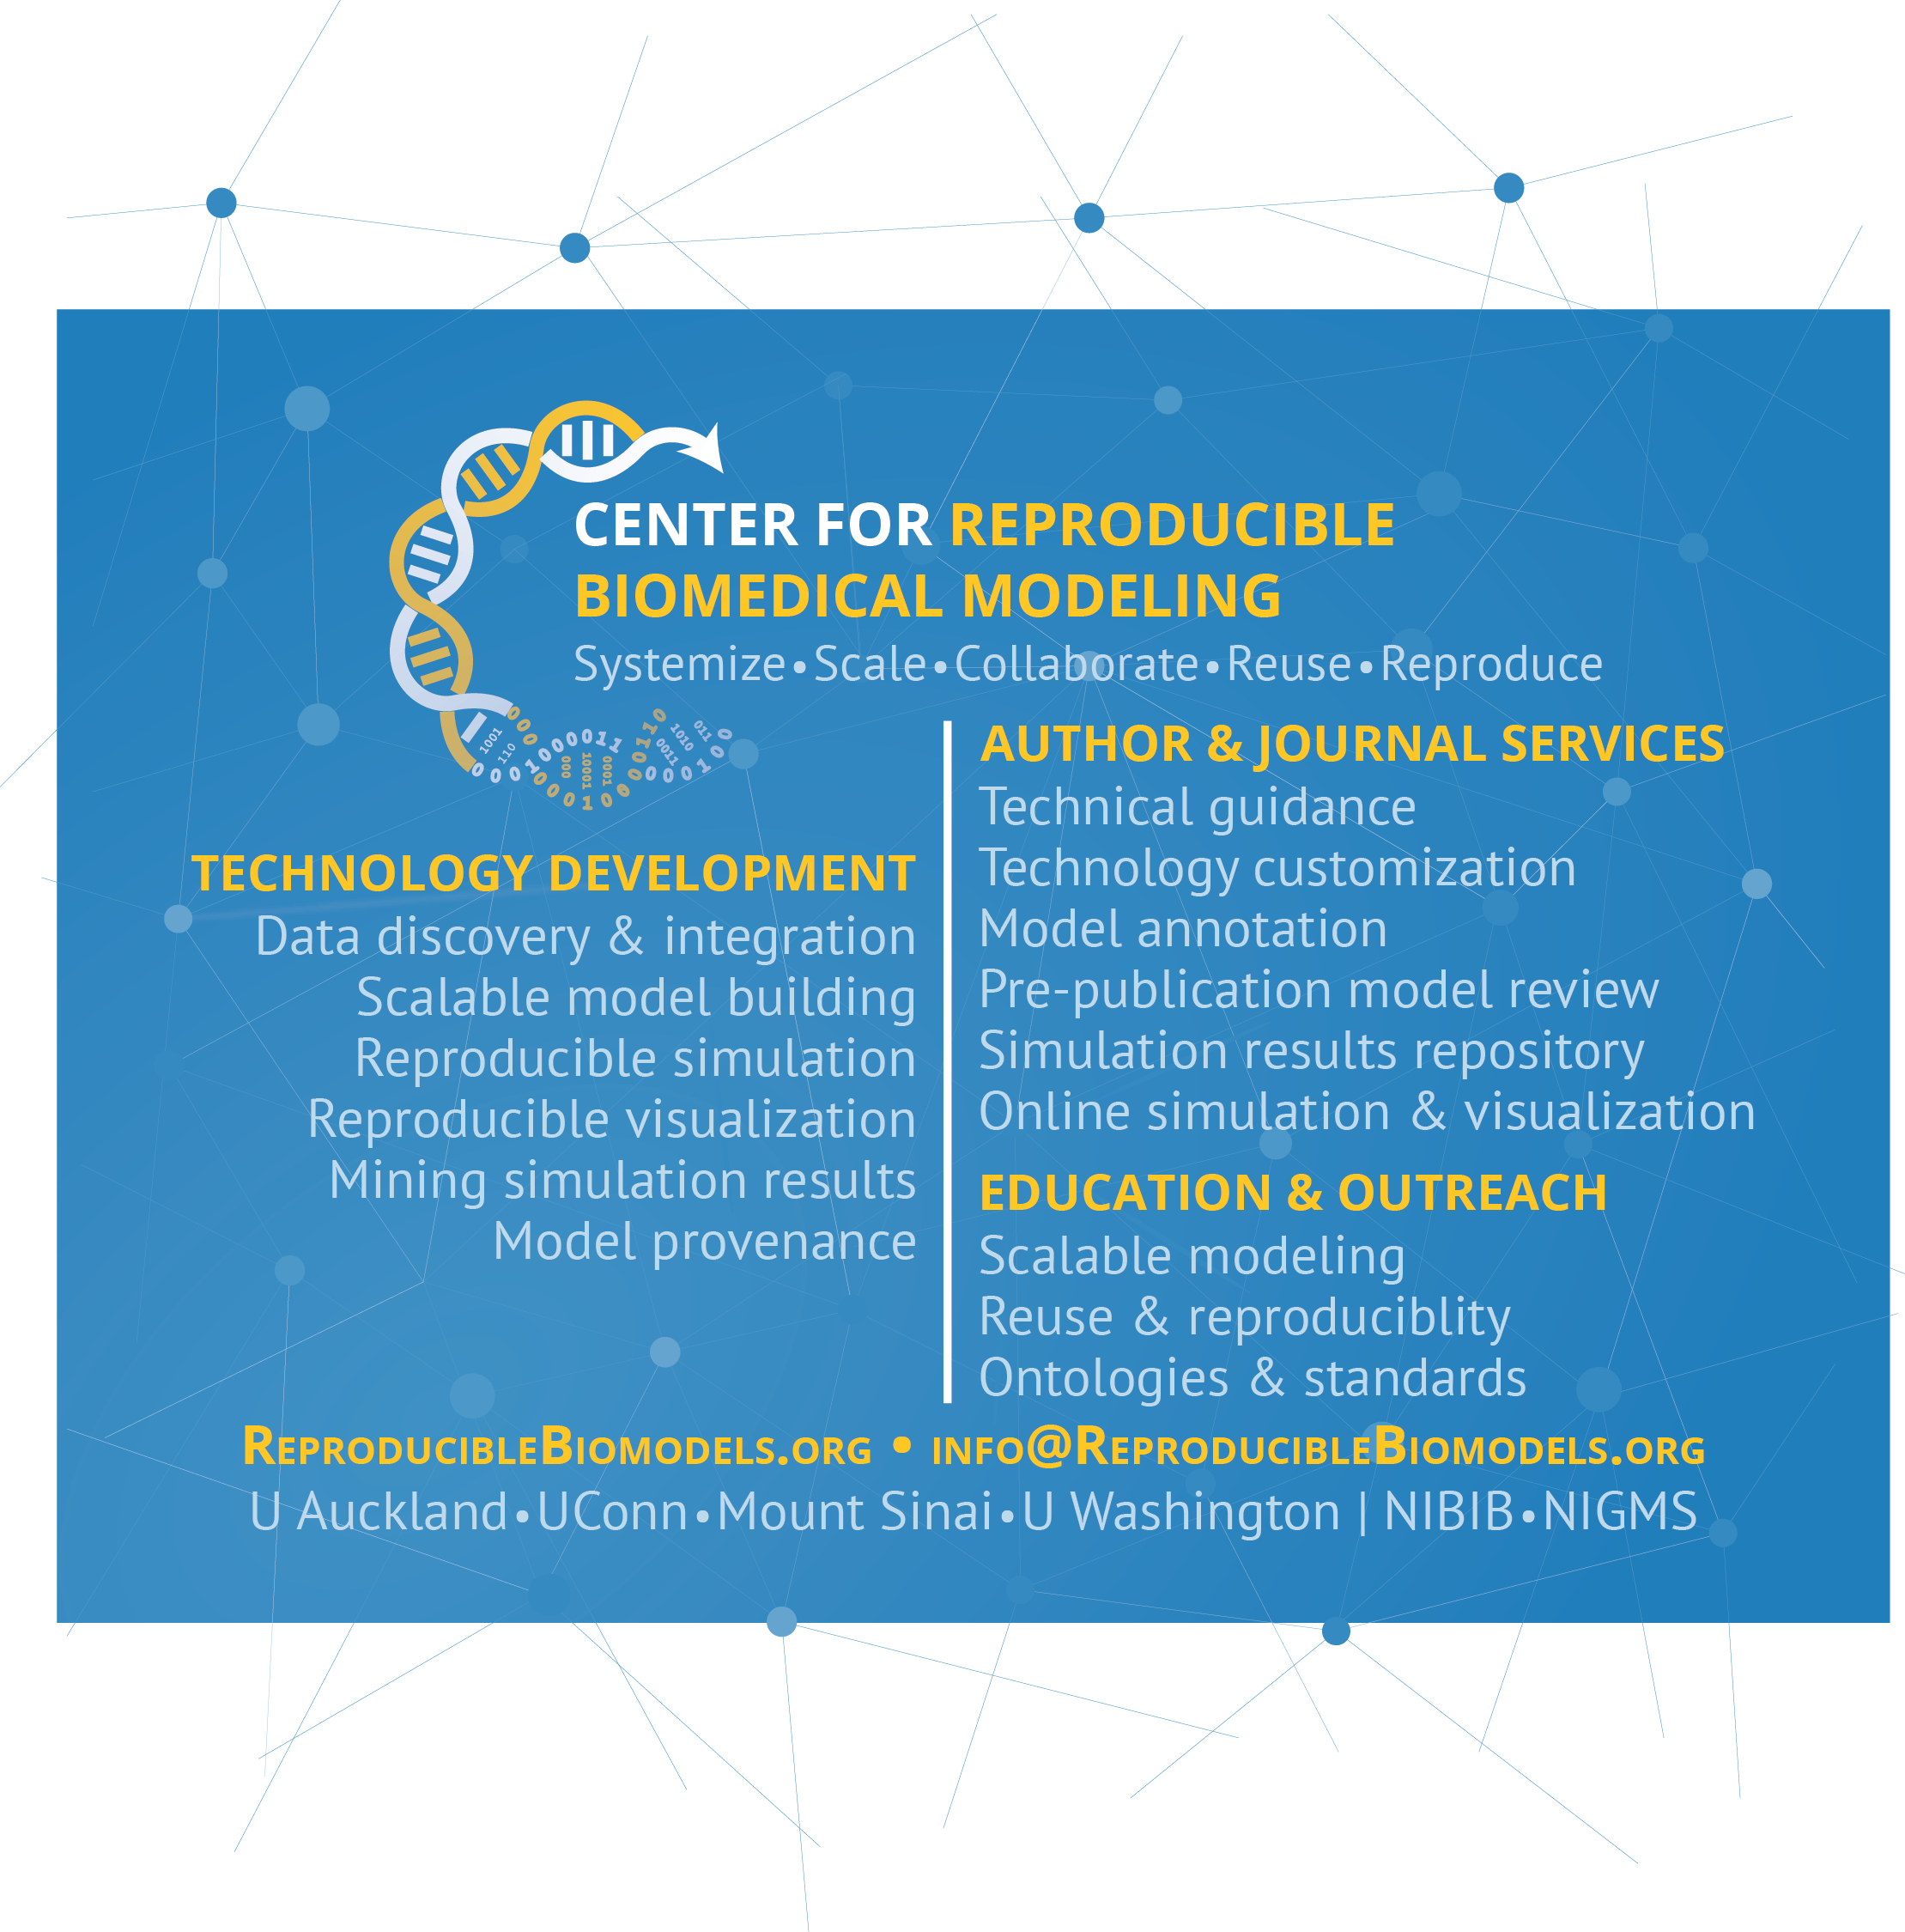 CENTER FOR REPRODUCIBLE
BIOMEDICAL MODELING
Systemize•Scale•Collaborate•Reuse•Reproduce
TECHNOLOGY DEVELOPMENT
Data discovery & integration
Scalable model building
Reproducible simulation
Reproducible visualization
Mining simulation results
Model provenance
AUTHOR & JOURNAL SERVICES
Technical guidance
Technology customization
Model annotation
Pre-publication model review
Simulation results repository
Online simulation & visualization
EDUCATION & OUTREACH
Scalable modeling
Reuse & reproduciblity
Ontologies & standards
ReproducibleBiomodels.org • info@ReproducibleBiomodels.org
U Auckland•UConn•Mount Sinai•U Washington | NIBIB•NIGMS